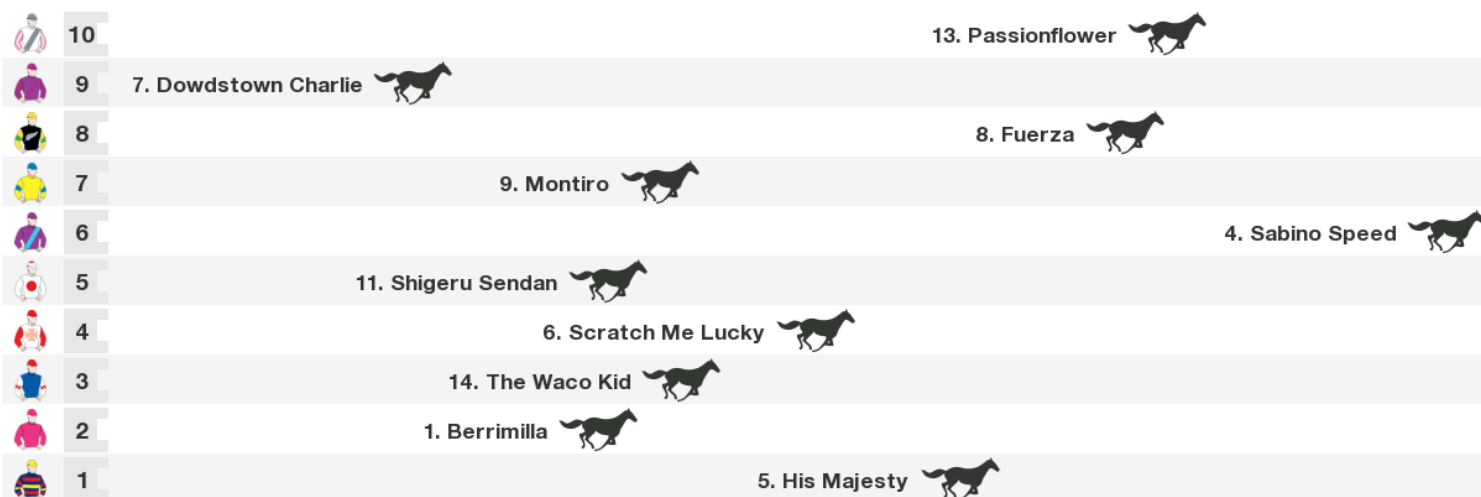 10 13. Passionflower
9 7. Dowdstown Charlie
8 8. Fuerza
7 9. Montiro
6 4. Sabino Speed
5 11. Shigeru Sendan
4 6. Scratch Me Lucky
3 14. The Waco Kid
2 1. Berrimilla
1 5. His Majesty